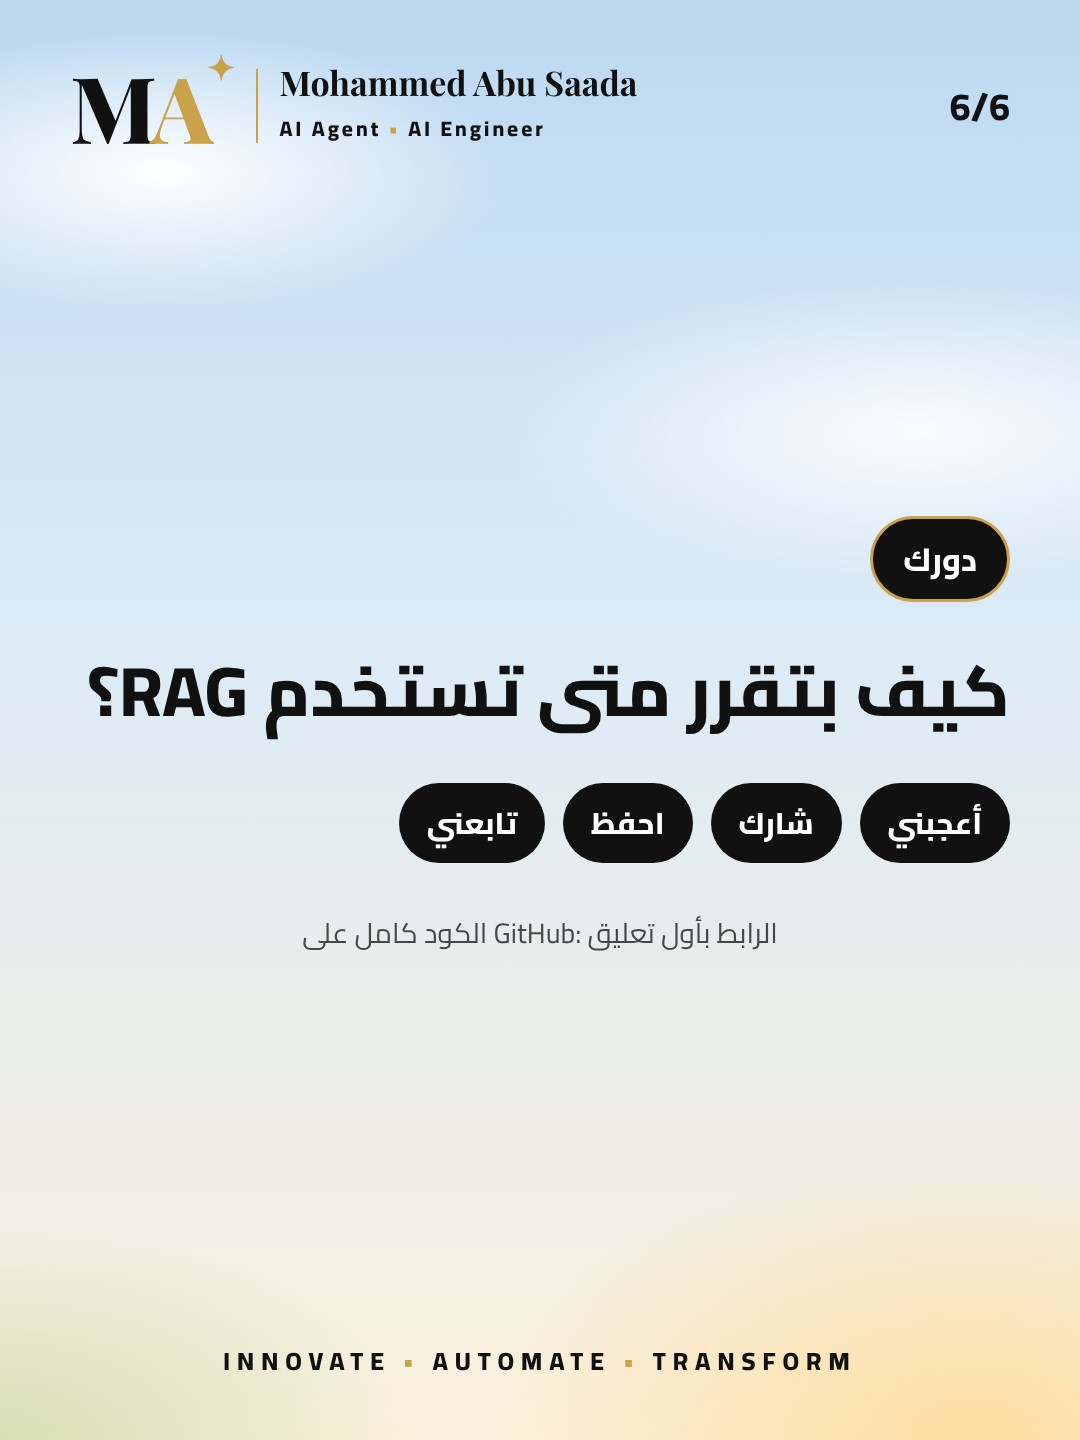 MA
Mohammed Abu Saada
AI Agent ▪ AI Engineer
6/6
دورك
كيف بتقرر متى تستخدم RAG؟
أعجبني
شارك
احفظ
تابعني
الرابط بأول تعليق :GitHub الكود كامل على
INNOVATE ▪ AUTOMATE ▪ TRANSFORM